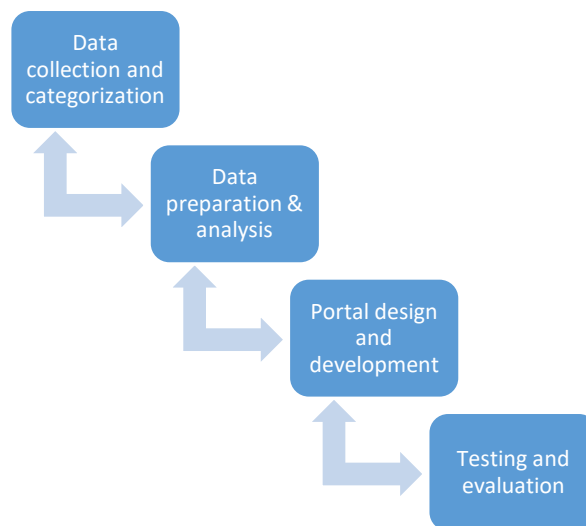 Data
collection and
categorization
Data
preparation &
analysis
Portal design
and
development
Testing and
evaluation